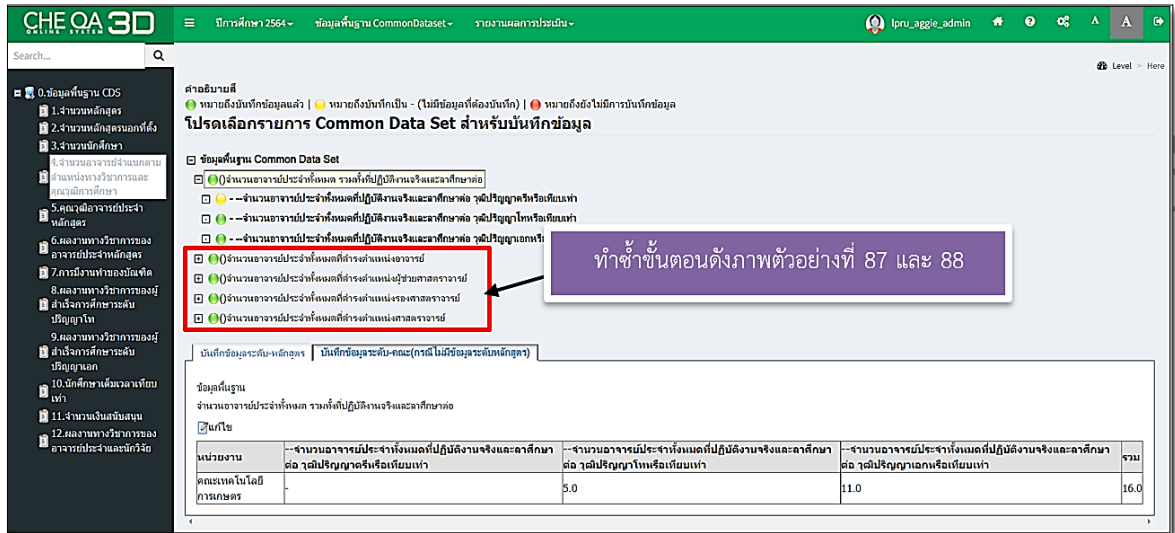 CHE QA 3D
ONLINE SYSTEM
ปีการศึกษา 2564
ข้อมูลพื้นฐาน CommonDataset
รายงานผลการประเมิน
lpru_aggie_admin
A
A
Search...
Level > Here
0.ข้อมูลพื้นฐาน CDS
1.จำนวนหลักสูตร
2.จำนวนหลักสูตรนอกที่ตั้ง
3.จำนวนนักศึกษา
4.จำนวนอาจารย์จำแนกตาม
ตำแหน่งทางวิชาการและ
คุณวุฒิการศึกษา
5.คุณวุฒิอาจารย์ประจำ
หลักสูตร
6.ผลงานทางวิชาการของ
อาจารย์ประจำหลักสูตร
7.การมีงานทำของบัณฑิต
8.ผลงานทางวิชาการของผู้
สำเร็จการศึกษาระดับ
ปริญญาโท
9.ผลงานทางวิชาการของผู้
สำเร็จการศึกษาระดับ
ปริญญาเอก
10.นักศึกษาเต็มเวลาเทียบ
เท่า
11.จำนวนเงินสนับสนุน
12.ผลงานทางวิชาการของ
อาจารย์ประจำและนักวิจัย
คำอธิบายสี
หมายถึงบันทึกข้อมูลแล้ว | หมายถึงบันทึกเป็น - (ไม่มีข้อมูลที่ต้องบันทึก) | หมายถึงยังไม่มีการบันทึกข้อมูล
โปรดเลือกรายการ Common Data Set สำหรับบันทึกข้อมูล
ข้อมูลพื้นฐาน Common Data Set
()จำนวนอาจารย์ประจำทั้งหมด รวมทั้งที่ปฏิบัติงานจริงและลาศึกษาต่อ
- --จำนวนอาจารย์ประจำทั้งหมดที่ปฏิบัติงานจริงและลาศึกษาต่อ วุฒิปริญญาตรีหรือเทียบเท่า
- --จำนวนอาจารย์ประจำทั้งหมดที่ปฏิบัติงานจริงและลาศึกษาต่อ วุฒิปริญญาโทหรือเทียบเท่า
- --จำนวนอาจารย์ประจำทั้งหมดที่ปฏิบัติงานจริงและลาศึกษาต่อ วุฒิปริญญาเอกหรือ
()จำนวนอาจารย์ประจำทั้งหมดที่ดำรงตำแหน่งอาจารย์
()จำนวนอาจารย์ประจำทั้งหมดที่ดำรงตำแหน่งผู้ช่วยศาสตราจารย์
()จำนวนอาจารย์ประจำทั้งหมดที่ดำรงตำแหน่งรองศาสตราจารย์
()จำนวนอาจารย์ประจำทั้งหมดที่ดำรงตำแหน่งศาสตราจารย์
ทำซ้ำขั้นตอนดังภาพตัวอย่างที่ 87 และ 88
บันทึกข้อมูลระดับ-หลักสูตร
บันทึกข้อมูลระดับ-คณะ(กรณีไม่มีข้อมูลระดับหลักสูตร)
ข้อมูลพื้นฐาน
จำนวนอาจารย์ประจำทั้งหมด รวมทั้งที่ปฏิบัติงานจริงและลาศึกษาต่อ
แก้ไข
หน่วยงาน
--จำนวนอาจารย์ประจำทั้งหมดที่ปฏิบัติงานจริงและลาศึกษา
ต่อ วุฒิปริญญาตรีหรือเทียบเท่า
--จำนวนอาจารย์ประจำทั้งหมดที่ปฏิบัติงานจริงและลาศึกษา
ต่อ วุฒิปริญญาโทหรือเทียบเท่า
--จำนวนอาจารย์ประจำทั้งหมดที่ปฏิบัติงานจริงและลาศึกษา
ต่อ วุฒิปริญญาเอกหรือเทียบเท่า
รวม
คณะเทคโนโลยี
การเกษตร
-
5.0
11.0
16.0